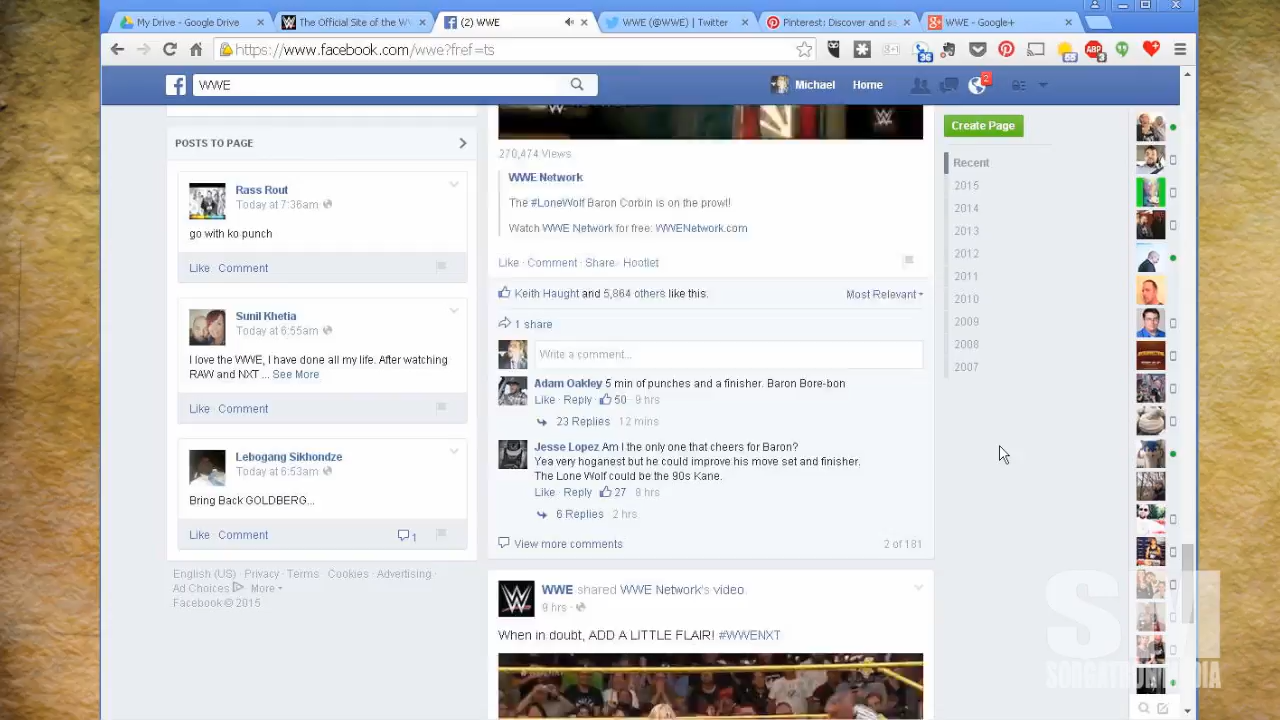 My Drive - Google Drive
The Official Site of the W
(2) WWE
WWE (@WWE) | Twitter
Pinterest: Discover and se
WWE - Google+
https://www.facebook.com/wwe?fref=ts
36
65
ABP
3
WWE
Michael
Home
2
POSTS TO PAGE
Rass Rout
Today at 7:36am
go with ko punch
Like · Comment
Sunil Khetia
Today at 6:55am
I love the WWE, I have done all my life. After watching
RAW and NXT ... See More
Like · Comment
Lebogang Sikhondze
Today at 6:53am
Bring Back GOLDBERG...
Like · Comment
1
English (US) · Privacy · Terms · Cookies · Advertising ·
Ad Choices · More
Facebook © 2015
270,474 Views
WWE Network
The #LoneWolf Baron Corbin is on the prowl!
Watch WWE Network for free: WWENetwork.com
Like · Comment · Share · Hootlet
Keith Haught and 5,864 others like this.
Most Relevant
1 share
Write a comment...
Adam Oakley 5 min of punches and a finisher. Baron Bore-bon
Like · Reply · 50 · 9 hrs
23 Replies · 12 mins
Jesse Lopez Am I the only one that cheers for Baron?
Yea very hoganest but he could improve his move set and finisher.
The Lone Wolf could be the 90s Kane.
Like · Reply · 27 · 8 hrs
6 Replies · 2 hrs
View more comments
2 of 181
WWE shared WWE Network's video.
9 hrs ·
When in doubt, ADD A LITTLE FLAIR! #WWENXT
Create Page
Recent
2015
2014
2013
2012
2011
2010
2009
2008
2007
SORGATRON MEDIA